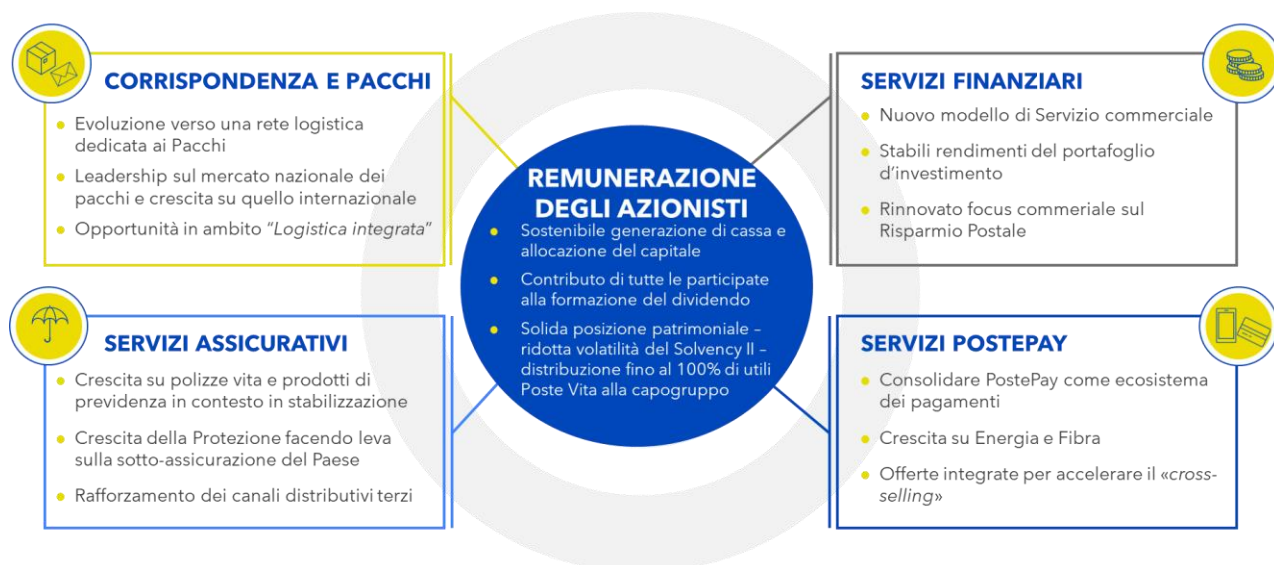 CORRISPONDENZA E PACCHI
Evoluzione verso una rete logistica
dedicata ai Pacchi
Leadership sul mercato nazionale dei
pacchi e crescita su quello internazionale
Opportunità in ambito "Logistica integrata"
SERVIZI FINANZIARI
Nuovo modello di Servizio commerciale
Stabili rendimenti del portafoglio
d'investimento
Rinnovato focus commeriale sul
Risparmio Postale
REMUNERAZIONE
DEGLI AZIONISTI
Sostenibile generazione di cassa e
allocazione del capitale
Contributo di tutte le participate
alla formazione del dividendo
Solida posizione patrimoniale –
ridotta volatilità del Solvency II –
distribuzione fino al 100% di utili
Poste Vita alla capogruppo
SERVIZI ASSICURATIVI
Crescita su polizze vita e prodotti di
previdenza in contesto in stabilizzazione
Crescita della Protezione facendo leva
sulla sotto-assicurazione del Paese
Rafforzamento dei canali distributivi terzi
SERVIZI POSTEPAY
Consolidare PostePay come ecosistema
dei pagamenti
Crescita su Energia e Fibra
Offerte integrate per accelerare il «cross-
selling»